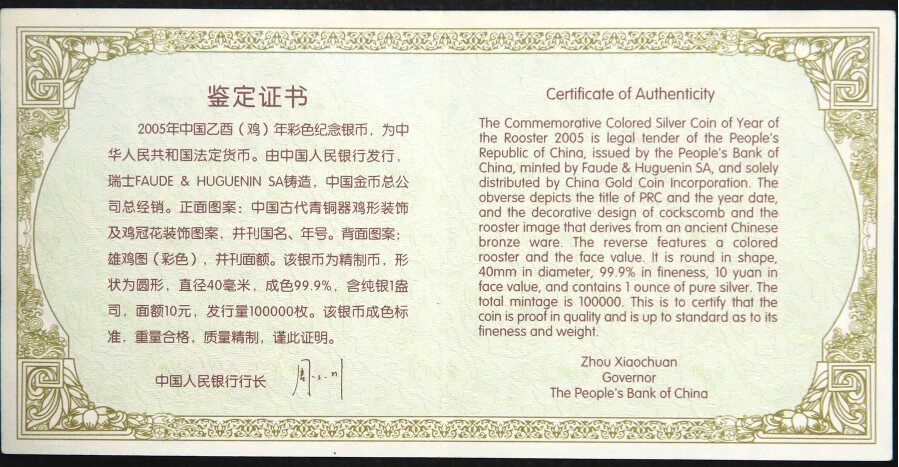 鉴定证书
2005年中国乙酉（鸡）年彩色纪念银币，为中
华人民共和国法定货币。由中国人民银行发行，
瑞士FAUDE & HUGUENIN SA铸造，中国金币总公
司总经销。正面图案：中国古代青铜器鸡形装饰
及鸡冠花装饰图案，并刊国名、年号。背面图案：
雄鸡图（彩色），并刊面额。该银币为精制币，形
状为圆形，直径40毫米，成色99.9%，含纯银1盎
司，面额10元，发行量100000枚。该银币成色标
准，重量合格，质量精制，谨此证明。
中国人民银行行长
Certificate of Authenticity
The Commemorative Colored Silver Coin of Year of
the Rooster 2005 is legal tender of the People's
Republic of China, issued by the People's Bank of
China, minted by Faude & Huguenin SA, and solely
distributed by China Gold Coin Incorporation. The
obverse depicts the title of PRC and the year date,
and the decorative design of cockscomb and the
rooster image that derives from an ancient Chinese
bronze ware. The reverse features a colored
rooster and the face value. It is round in shape,
40mm in diameter, 99.9% in fineness, 10 yuan in
face value, and contains 1 ounce of pure silver. The
total mintage is 100000. This is to certify that the
coin is proof in quality and is up to standard as to its
fineness and weight.
Zhou Xiaochuan
Governor
The People's Bank of China